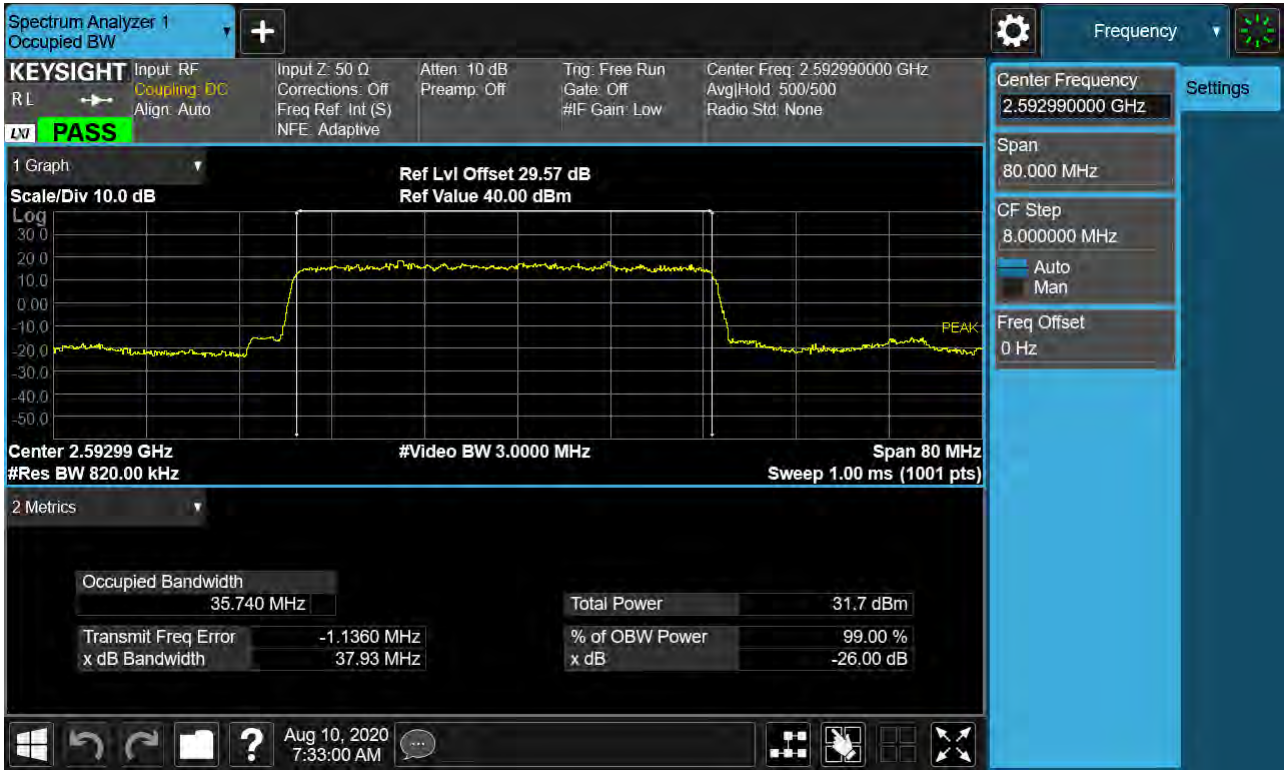 Spectrum Analyzer 1
Occupied BW
+
Frequency
KEYSIGHT
RL
LXI PASS
Input: RF
Coupling: DC
Align: Auto
Input Z: 50 Ω
Corrections: Off
Freq Ref: Int (S)
NFE: Adaptive
Atten: 10 dB
Preamp: Off
Trig: Free Run
Gate: Off
#IF Gain: Low
Center Freq: 2.592990000 GHz
Avg|Hold: 500/500
Radio Std: None
Center Frequency
2.592990000 GHz
Settings
Span
80.000 MHz
CF Step
8.000000 MHz
Auto
Man
Freq Offset
0 Hz
1 Graph
Scale/Div 10.0 dB
Ref Lvl Offset 29.57 dB
Ref Value 40.00 dBm
Log
30.0
20.0
10.0
0.00
-10.0
-20.0
-30.0
-40.0
-50.0
PEAK
Center 2.59299 GHz
#Video BW 3.0000 MHz
Span 80 MHz
#Res BW 820.00 kHz
Sweep 1.00 ms (1001 pts)
2 Metrics
Occupied Bandwidth
35.740 MHz
Total Power 31.7 dBm
Transmit Freq Error -1.1360 MHz
% of OBW Power 99.00 %
x dB Bandwidth 37.93 MHz
x dB -26.00 dB
?
Aug 10, 2020
7:33:00 AM